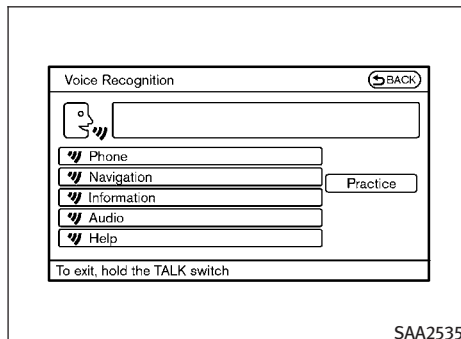 Voice Recognition
BACK
Phone
Navigation
Practice
Information
Audio
Help
To exit, hold the TALK switch
SAA2535